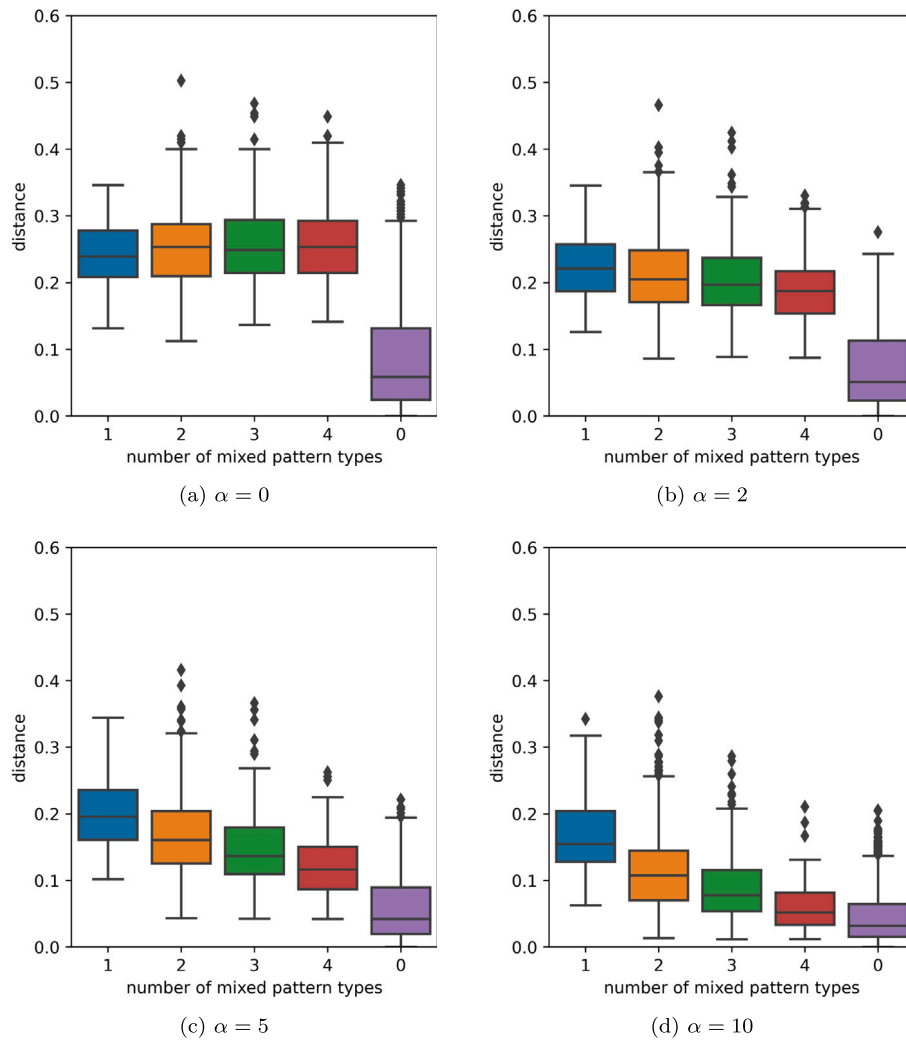 0.6
0.5
0.4
0.3
0.2
0.1
0.0
distance
1 2 3 4 0
number of mixed pattern types
(a) α = 0
0.6
0.5
0.4
0.3
0.2
0.1
0.0
distance
1 2 3 4 0
number of mixed pattern types
(b) α = 2
0.6
0.5
0.4
0.3
0.2
0.1
0.0
distance
1 2 3 4 0
number of mixed pattern types
(c) α = 5
0.6
0.5
0.4
0.3
0.2
0.1
0.0
distance
1 2 3 4 0
number of mixed pattern types
(d) α = 10